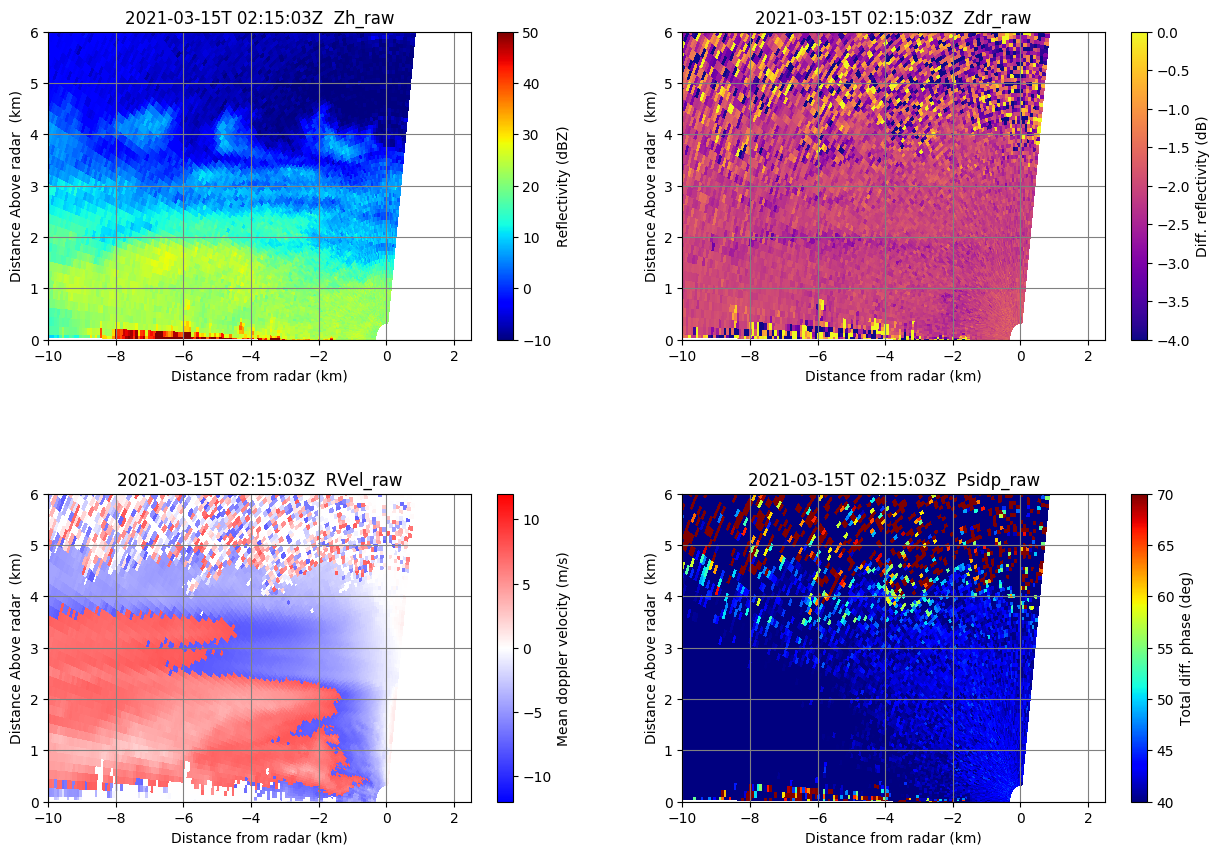 2021-03-15T 02:15:03Z  Zh_raw
Distance Above radar  (km)
6
5
4
3
2
1
0
−10 −8 −6 −4 −2 0 2
Distance from radar (km)
50
40
30
20
10
0
−10
Reflectivity (dBZ)
2021-03-15T 02:15:03Z  Zdr_raw
Distance Above radar  (km)
6
5
4
3
2
1
0
−10 −8 −6 −4 −2 0 2
Distance from radar (km)
0.0
−0.5
−1.0
−1.5
−2.0
−2.5
−3.0
−3.5
−4.0
Diff. reflectivity (dB)
2021-03-15T 02:15:03Z  RVel_raw
Distance Above radar  (km)
6
5
4
3
2
1
0
−10 −8 −6 −4 −2 0 2
Distance from radar (km)
10
5
0
−5
−10
Mean doppler velocity (m/s)
2021-03-15T 02:15:03Z  Psidp_raw
Distance Above radar  (km)
6
5
4
3
2
1
0
−10 −8 −6 −4 −2 0 2
Distance from radar (km)
70
65
60
55
50
45
40
Total diff. phase (deg)